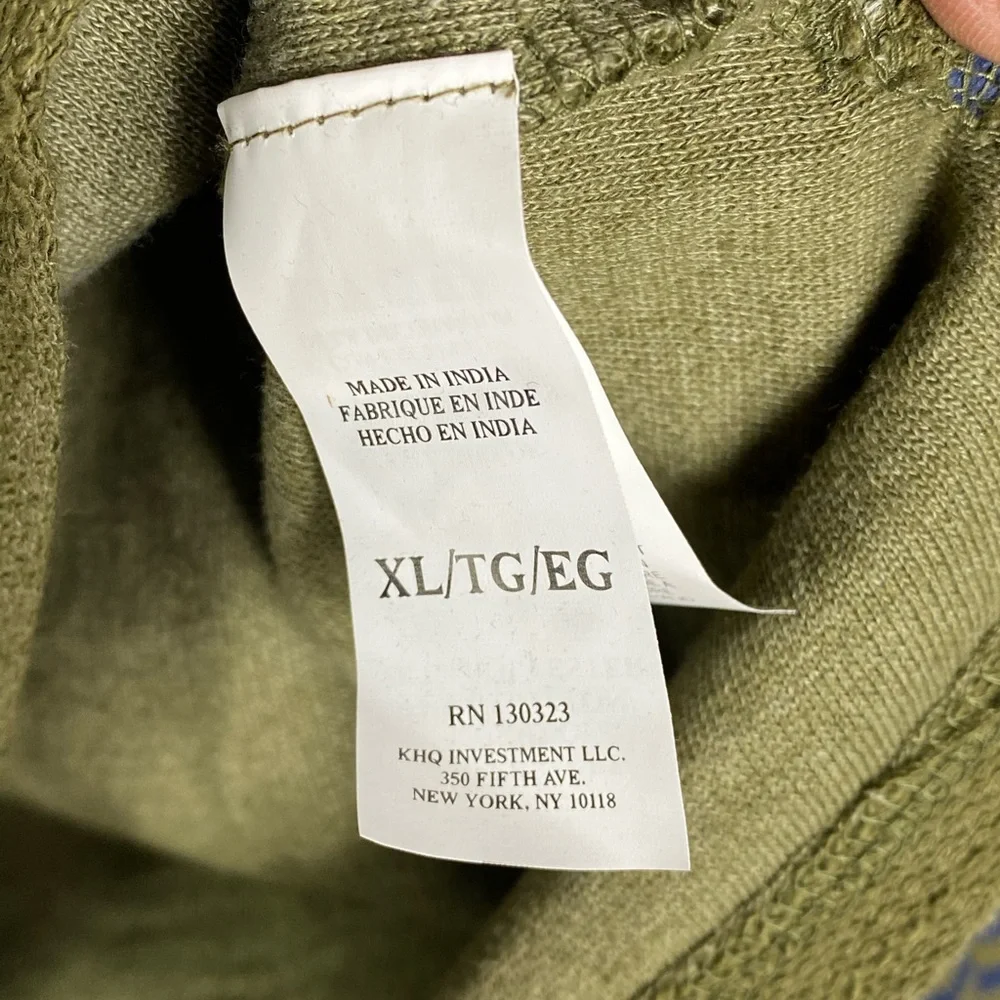 MADE IN INDIA
FABRIQUE EN INDE
HECHO EN INDIA
XL/TG/EG
RN 130323
KHQ INVESTMENT LLC.
350 FIFTH AVE.
NEW YORK, NY 10118